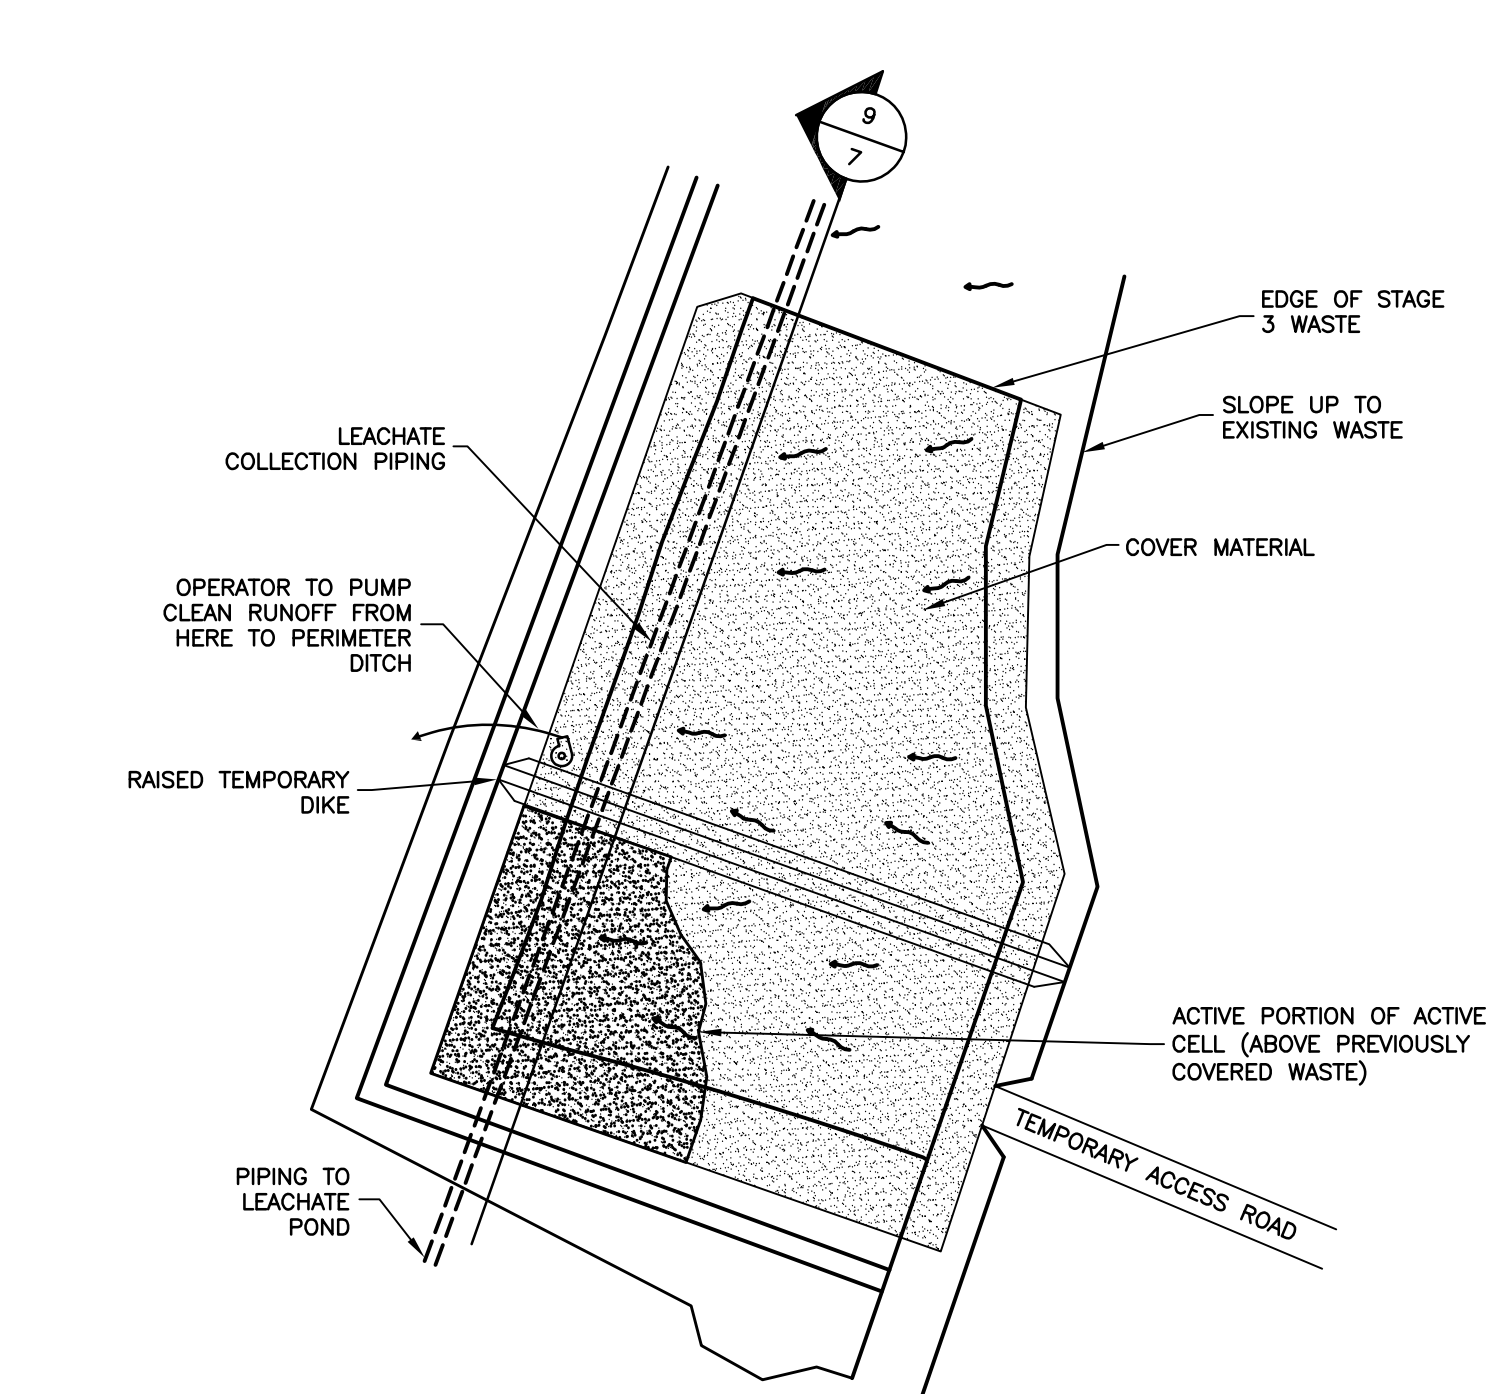 9
7
EDGE OF STAGE
3 WASTE
SLOPE UP TO
EXISTING WASTE
LEACHATE
COLLECTION PIPING
COVER MATERIAL
OPERATOR TO PUMP
CLEAN RUNOFF FROM
HERE TO PERIMETER
DITCH
RAISED TEMPORARY
DIKE
ACTIVE PORTION OF ACTIVE
CELL (ABOVE PREVIOUSLY
COVERED WASTE)
TEMPORARY ACCESS ROAD
PIPING TO
LEACHATE
POND